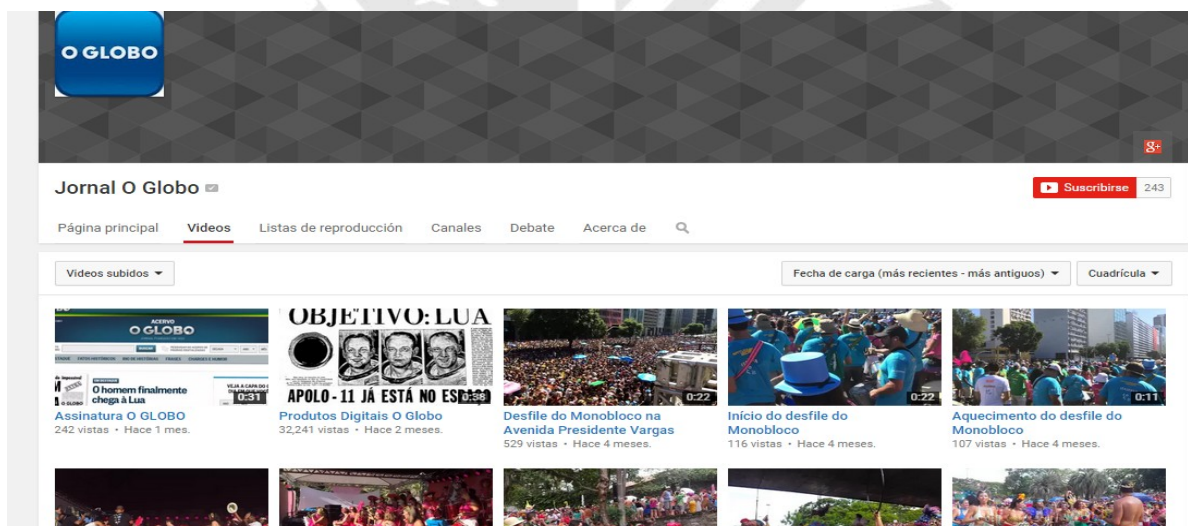 O GLOBO
8+
Jornal O Globo
Suscribirse 243
Página principal Videos Listas de reproducción Canales Debate Acerca de
Videos subidos Fecha de carga (más recientes - más antiguos) Cuadrícula
ACERVO
O GLOBO
O homem finalmente
chega à Lua
0:31
Assinatura O GLOBO
242 vistas • Hace 1 mes.
OBJETIVO: LUA
APOLO - 11 JÁ ESTÁ NO
0:38
Produtos Digitais O Globo
32,241 vistas • Hace 2 meses.
0:22
Desfile do Monobloco na
Avenida Presidente Vargas
529 vistas • Hace 4 meses.
0:22
Início do desfile do
Monobloco
116 vistas • Hace 4 meses.
0:11
Aquecimento do desfile do
Monobloco
107 vistas • Hace 4 meses.